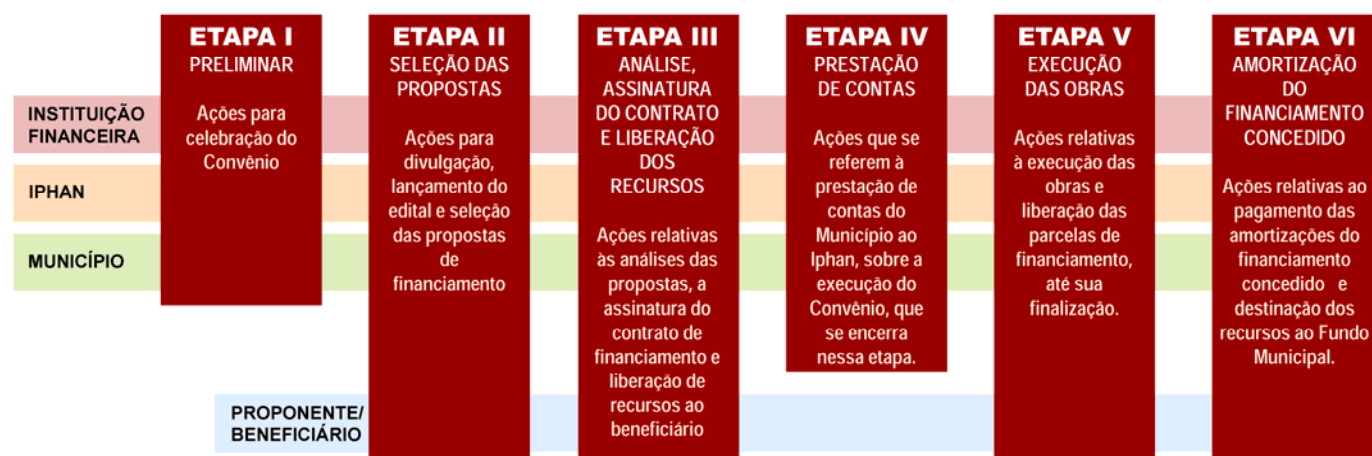 INSTITUIÇÃO
FINANCEIRA
IPHAN
MUNICÍPIO
PROPONENTE/
BENEFICIÁRIO
ETAPA I
PRELIMINAR
Ações para
celebração do
Convênio
ETAPA II
SELEÇÃO DAS
PROPOSTAS
Ações para
divulgação,
lançamento do
edital e seleção
das propostas
de
financiamento
ETAPA III
ANÁLISE,
ASSINATURA
DO CONTRATO
E LIBERAÇÃO
DOS
RECURSOS
Ações relativas
às análises das
propostas, a
assinatura do
contrato de
financiamento e
liberação de
recursos ao
beneficiário
ETAPA IV
PRESTAÇÃO
DE CONTAS
Ações que se
referem à
prestação de
contas do
Município ao
Iphan, sobre a
execução do
Convênio, que
se encerra
nessa etapa.
ETAPA V
EXECUÇÃO
DAS OBRAS
Ações relativas
à execução das
obras e
liberação das
parcelas de
financiamento,
até sua
finalização.
ETAPA VI
AMORTIZAÇÃO
DO
FINANCIAMENTO
CONCEDIDO
Ações relativas ao
pagamento das
amortizações do
financiamento
concedido e
destinação dos
recursos ao Fundo
Municipal.